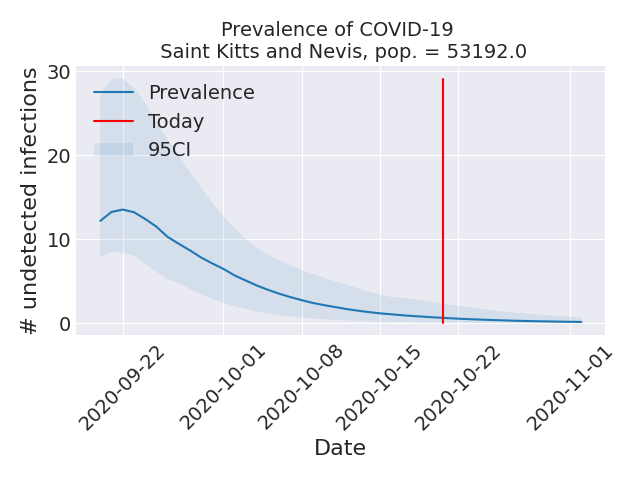 Prevalence of COVID-19
Saint Kitts and Nevis, pop. = 53192.0
# undetected infections
30
20
10
0
Prevalence
Today
95CI
2020-09-22
2020-10-01
2020-10-08
2020-10-15
2020-10-22
2020-11-01
Date